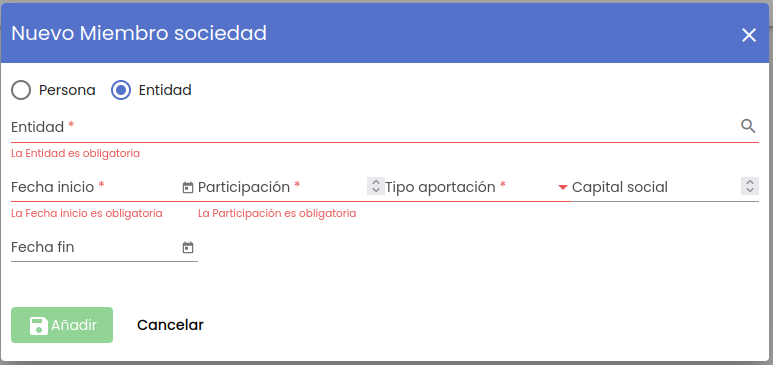 Nuevo Miembro sociedad
Persona Entidad
Entidad *
La Entidad es obligatoria
Fecha inicio * Participación * Tipo aportación * Capital social
La Fecha inicio es obligatoria La Participación es obligatoria
Fecha fin
Añadir Cancelar